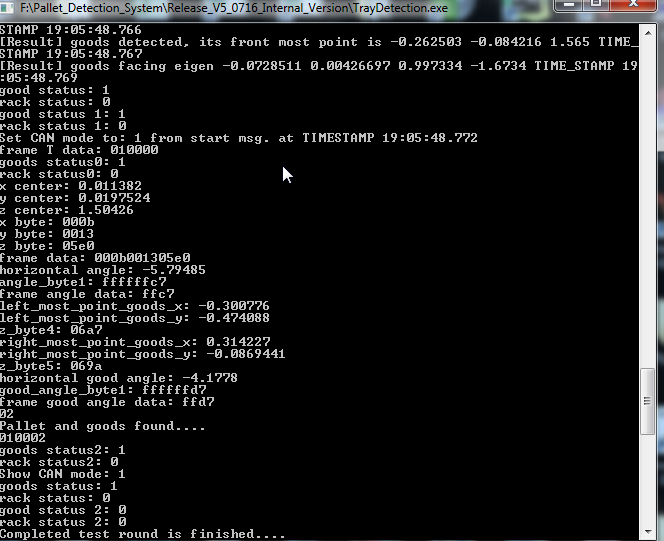 F:\Pallet_Detection_System\Release_V5_0716_Internal_Version\TrayDetection.exe
STAMP 19:05:48.766
[Result] goods detected, its front most point is -0.262503 -0.084216 1.565 TIME_
STAMP 19:05:48.767
[Result] goods facing eigen -0.0728511 0.00426697 0.997334 -1.6734 TIME_STAMP 19
:05:48.769
good status: 1
rack status: 0
good status 1: 1
rack status 1: 0
Set CAN mode to: 1 from start msg. at TIMESTAMP 19:05:48.772
frame T data: 010000
goods status0: 1
rack status0: 0
x center: 0.011382
y center: 0.0197524
z center: 1.50426
x byte: 000b
y byte: 0013
z byte: 05e0
frame data: 000b001305e0
horizontal angle: -5.79485
angle_byte1: ffffffc7
frame angle data: ffc7
left_most_point_goods_x: -0.300776
left_most_point_goods_y: -0.474088
z_byte4: 06a7
right_most_point_goods_x: 0.314227
right_most_point_goods_y: -0.0869441
z_byte5: 069a
horizontal good angle: -4.1778
good_angle_byte1: ffffffd7
frame good angle data: ffd7
02
Pallet and goods found....
010002
goods status2: 1
rack status2: 0
Show CAN mode: 1
goods status: 1
rack status: 0
good status 2: 0
rack status 2: 0
Completed test round is finished....